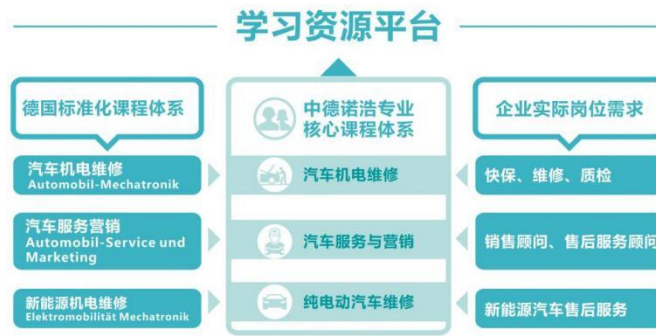 学习资源平台
德国标准化课程体系
汽车机电维修
Automobil-Mechatronik
汽车服务营销
Automobil-Service und
Marketing
新能源机电维修
Elektromobilität Mechatronik
中德诺浩专业
核心课程体系
汽车机电维修
汽车服务与营销
纯电动汽车维修
企业实际岗位需求
快保、维修、质检
销售顾问、售后服务顾问
新能源汽车售后服务